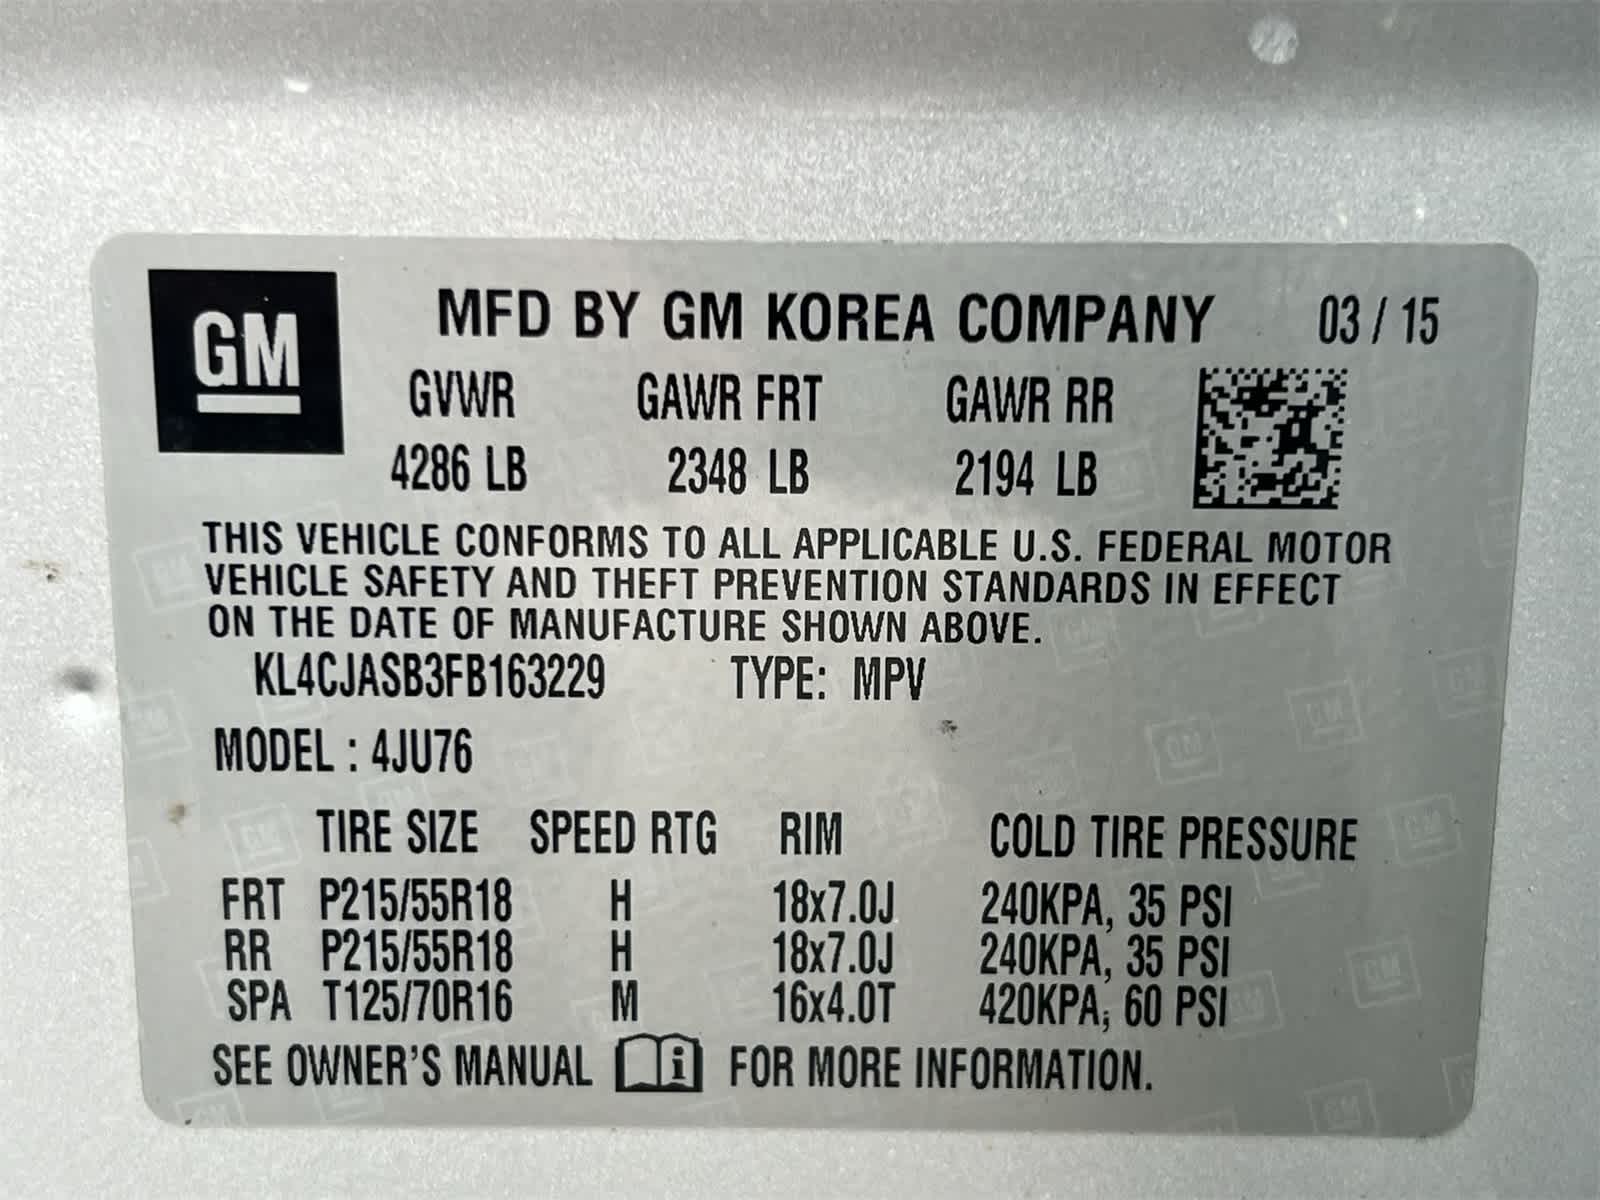 GM
MFD BY GM KOREA COMPANY 03 / 15
GVWR GAWR FRT GAWR RR
4286 LB 2348 LB 2194 LB
THIS VEHICLE CONFORMS TO ALL APPLICABLE U.S. FEDERAL MOTOR
VEHICLE SAFETY AND THEFT PREVENTION STANDARDS IN EFFECT
ON THE DATE OF MANUFACTURE SHOWN ABOVE.
KL4CJASB3FB163229 TYPE: MPV
MODEL : 4JU76
TIRE SIZE SPEED RTG RIM COLD TIRE PRESSURE
FRT P215/55R18 H 18x7.0J 240KPA, 35 PSI
RR P215/55R18 H 18x7.0J 240KPA, 35 PSI
SPA T125/70R16 M 16x4.0T 420KPA, 60 PSI
SEE OWNER'S MANUAL i FOR MORE INFORMATION.